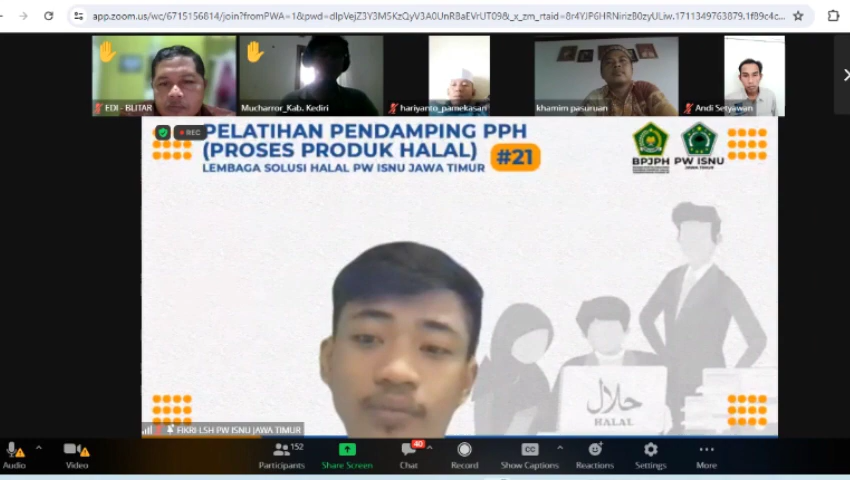 app.zoom.us/wc/6715156814/join?fromPWA=1&pwd=dlpVejZ3Y3M5KzQyV3A0UnRBaEVrUT09&_x_zm_rtaid=8r4YJP6HRNirizB0zyULiw.1711349763879.1f89c4c...
EDI - BLITAR
Mucharror_Kab. Kediri
hariyanto_pamekasan
khamim pasuruan
Andi Setyawan
REC
PELATIHAN PENDAMPING PPH
(PROSES PRODUK HALAL) #21
LEMBAGA SOLUSI HALAL PW ISNU JAWA TIMUR
BPJPH PW ISNU
JAWA TIMUR
حلال
HALAL
FIKRI LSH PW ISNU JAWA TIMUR
152
40
CC
Audio Video Participants Share Screen Chat Record Show Captions Reactions Settings More